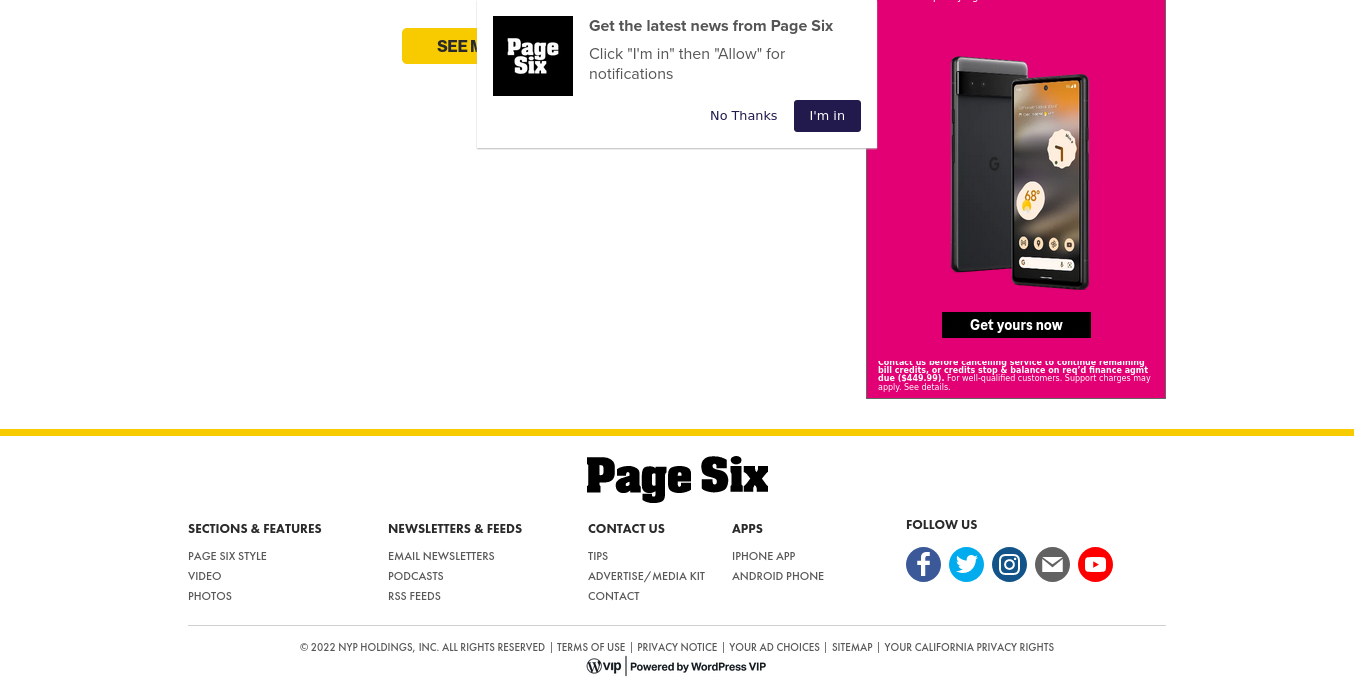 SEE M
Page
Six
Get the latest news from Page Six
Click "I'm in" then "Allow" for
notifications
No Thanks
I'm in
G
68°
G
Get yours now
Contact us before cancelling service to continue remaining
bill credits, or credits stop & balance on req'd finance agmt
due ($449.99). For well-qualified customers. Support charges may
apply. See details.
Page Six
SECTIONS & FEATURES
PAGE SIX STYLE
VIDEO
PHOTOS
NEWSLETTERS & FEEDS
EMAIL NEWSLETTERS
PODCASTS
RSS FEEDS
CONTACT US
TIPS
ADVERTISE/MEDIA KIT
CONTACT
APPS
IPHONE APP
ANDROID PHONE
FOLLOW US
© 2022 NYP HOLDINGS, INC. ALL RIGHTS RESERVED | TERMS OF USE | PRIVACY NOTICE | YOUR AD CHOICES | SITEMAP | YOUR CALIFORNIA PRIVACY RIGHTS
vip | Powered by WordPress VIP